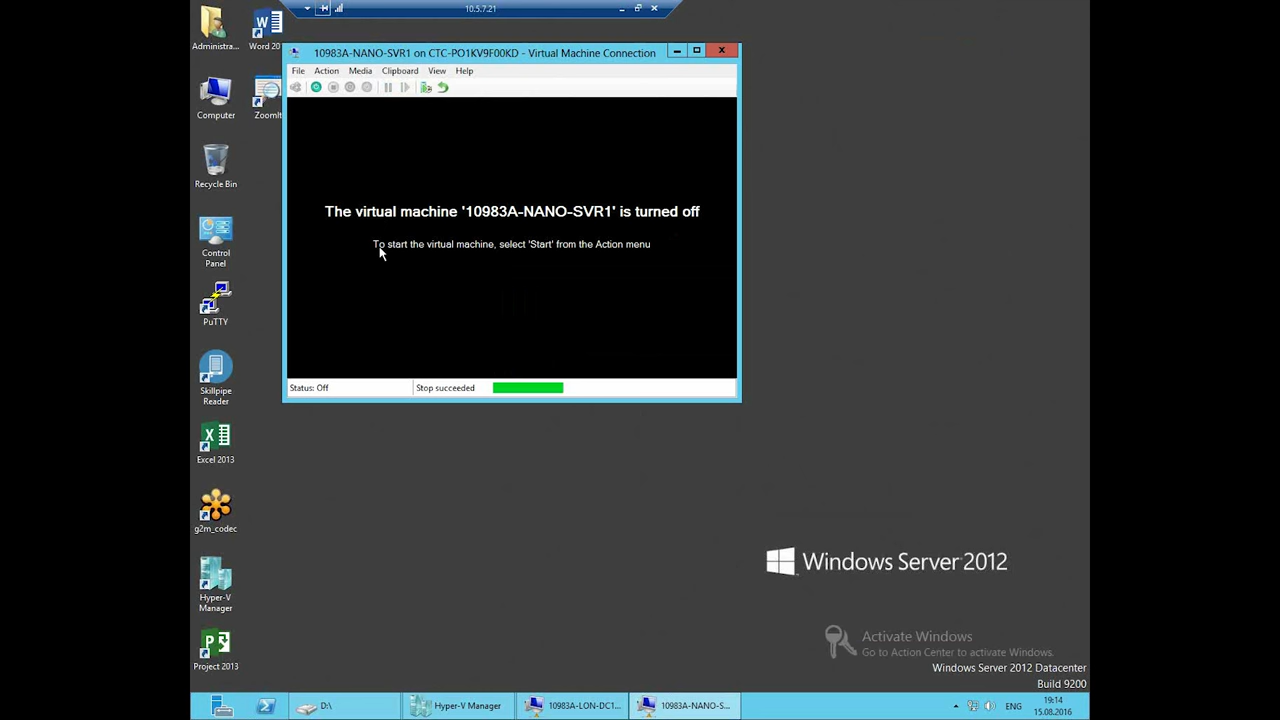 10.5.7.21
10983A-NANO-SVR1 on CTC-PO1KV9F00KD - Virtual Machine Connection
File Action Media Clipboard View Help
The virtual machine '10983A-NANO-SVR1' is turned off
To start the virtual machine, select 'Start' from the Action menu
Status: Off
Stop succeeded
Administra...
Word 20
Computer
ZoomIt
Recycle Bin
Control
Panel
PuTTY
Skillpipe
Reader
Excel 2013
g2m_codec
Hyper-V
Manager
Project 2013
Windows Server 2012
Activate Windows
Go to Action Center to activate Windows.
Windows Server 2012 Datacenter
Build 9200
D:\
Hyper-V Manager
10983A-LON-DC1...
10983A-NANO-S...
ENG
19:14
15.08.2016